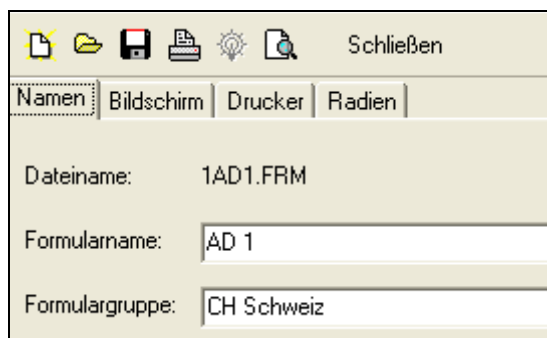 Schließen
Namen Bildschirm Drucker Radien
Dateiname: 1AD1.FRM
Formularname: AD 1
Formulargruppe: CH Schweiz